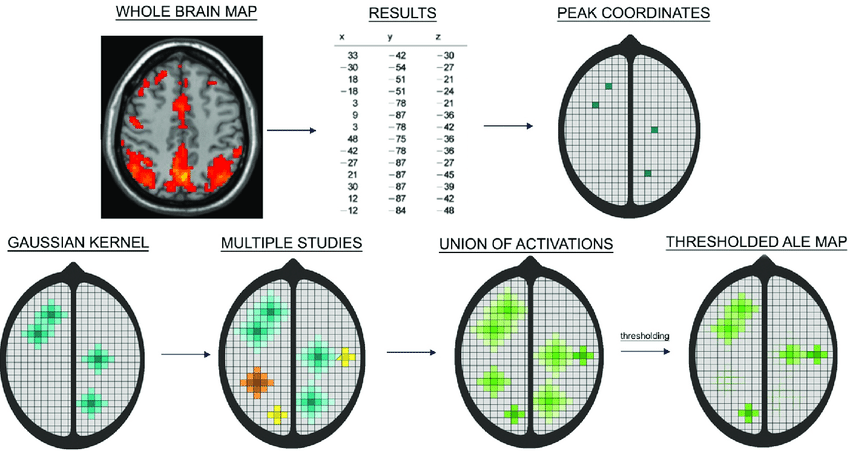 WHOLE BRAIN MAP
RESULTS
PEAK COORDINATES
x y z
33 −42 −30
−30 −54 −27
18 −51 −21
−18 −51 −24
3 −78 −21
9 −87 −36
3 −78 −42
48 −75 −36
−42 −78 −36
−27 −87 −27
21 −87 −45
30 −87 −39
12 −87 −42
−12 −84 −48
GAUSSIAN KERNEL
MULTIPLE STUDIES
UNION OF ACTIVATIONS
THRESHOLDED ALE MAP
thresholding